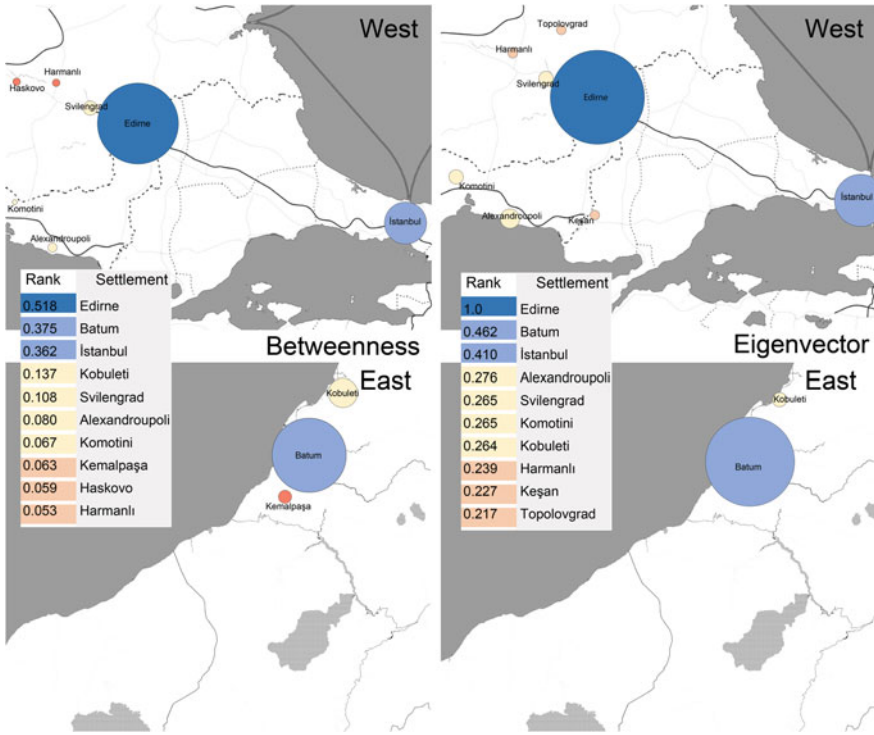 West
Harmanlı
Haskovo
Svilengrad
Edirne
Komotini
Alexandroupoli
İstanbul
Rank Settlement
0.518 Edirne
0.375 Batum
0.362 İstanbul
0.137 Kobuleti
0.108 Svilengrad
0.080 Alexandroupoli
0.067 Komotini
0.063 Kemalpaşa
0.059 Haskovo
0.053 Harmanlı
Betweenness
East
Kobuleti
Batum
Kemalpaşa
Topolovgrad
West
Harmanlı
Svilengrad
Edirne
Komotini
Alexandroupoli
Keşan
İstanbul
Rank Settlement
1.0 Edirne
0.462 Batum
0.410 İstanbul
0.276 Alexandroupoli
0.265 Svilengrad
0.265 Komotini
0.264 Kobuleti
0.239 Harmanlı
0.227 Keşan
0.217 Topolovgrad
Eigenvector
East
Kobuleti
Batum